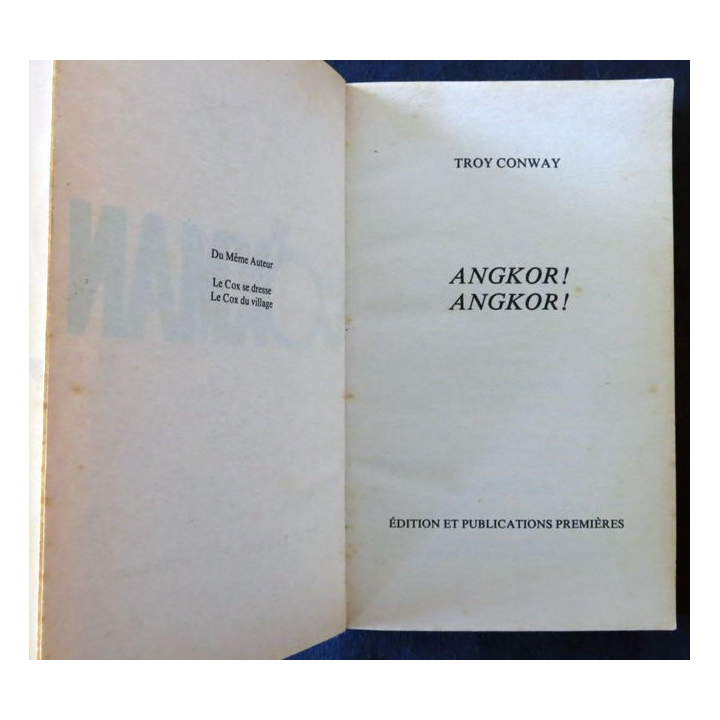 Du Même Auteur
Le Cox se dresse
Le Cox du village
TROY CONWAY
ANGKOR!
ANGKOR!
ÉDITION ET PUBLICATIONS PREMIÈRES